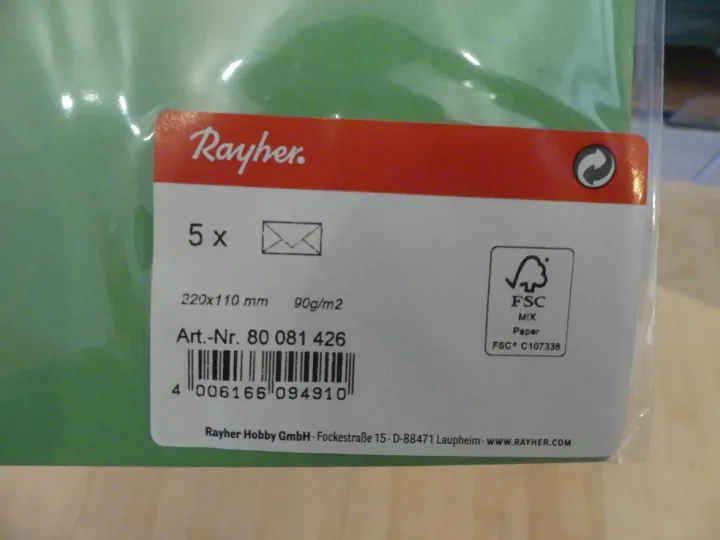 Rayher.
5 x
220x110 mm 90g/m2
Art.-Nr. 80 081 426
4 006166 094910
FSC
MIX
Paper
FSC® C107338
Rayher Hobby GmbH · Fockestraße 15 · D-88471 Laupheim · WWW.RAYHER.COM